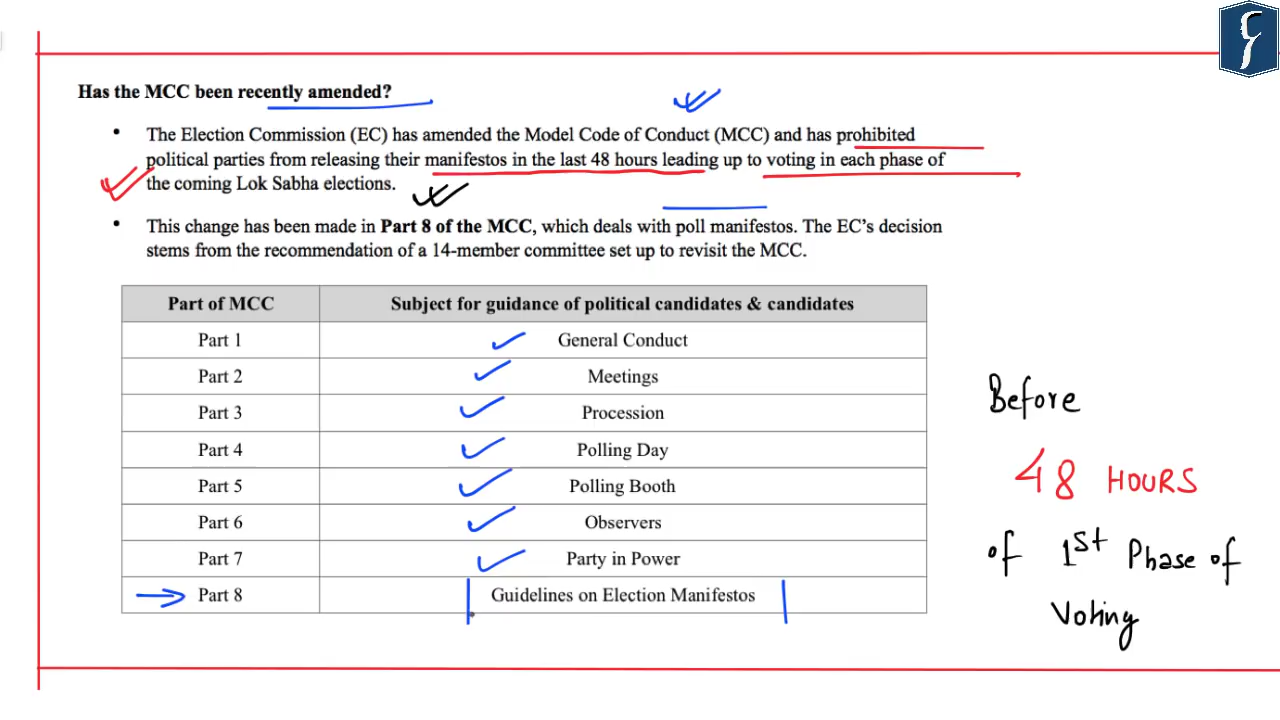 Has the MCC been recently amended?
• The Election Commission (EC) has amended the Model Code of Conduct (MCC) and has prohibited
political parties from releasing their manifestos in the last 48 hours leading up to voting in each phase of
the coming Lok Sabha elections.
• This change has been made in Part 8 of the MCC, which deals with poll manifestos. The EC's decision
stems from the recommendation of a 14-member committee set up to revisit the MCC.
Part of MCC Subject for guidance of political candidates & candidates
Part 1 General Conduct
Part 2 Meetings
Part 3 Procession
Part 4 Polling Day
Part 5 Polling Booth
Part 6 Observers
Part 7 Party in Power
Part 8 Guidelines on Election Manifestos
Before
48 HOURS
of 1st Phase of
Voting